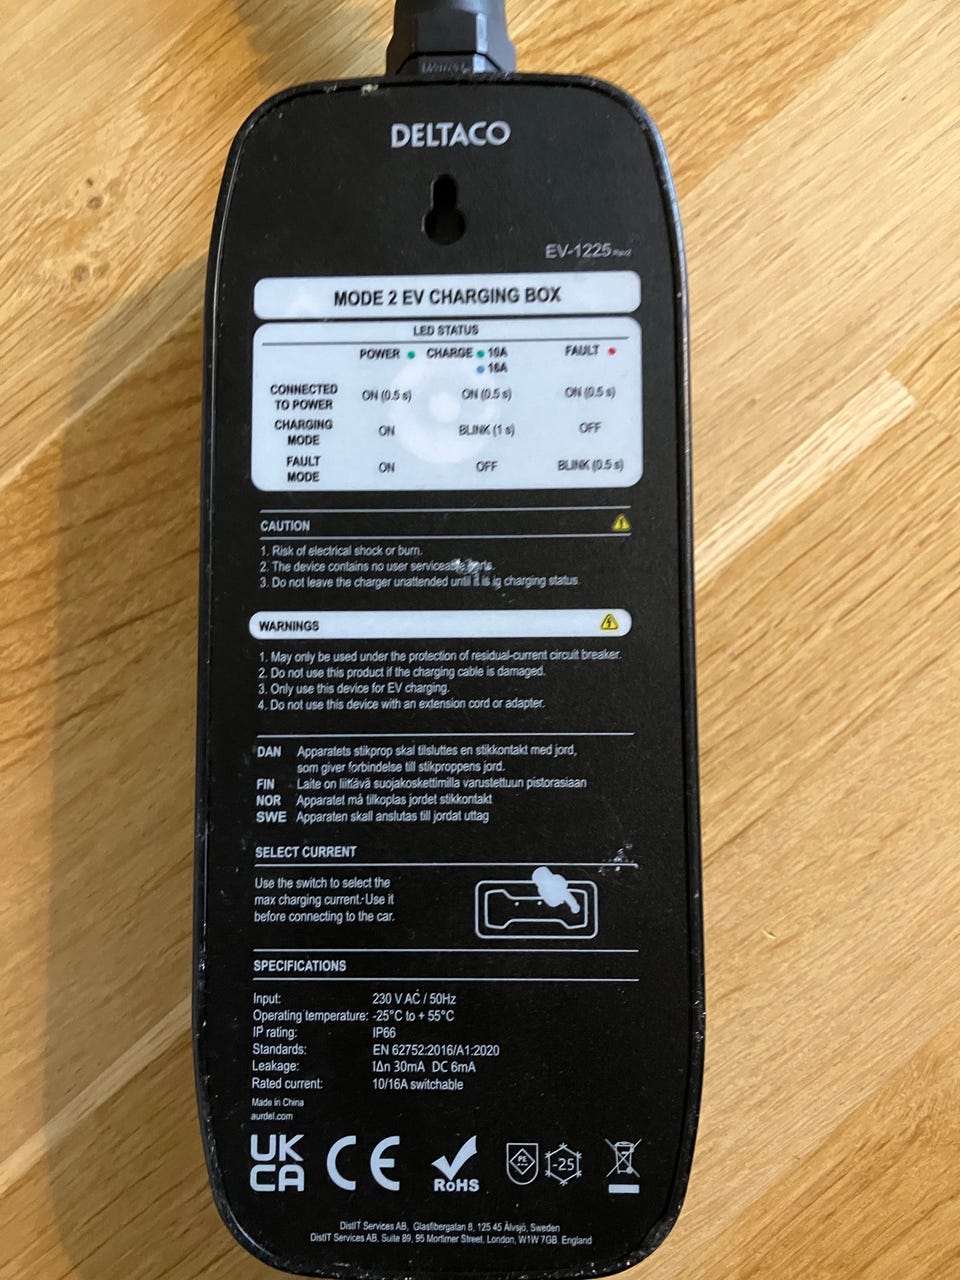 DELTACO
EV-1225
MODE 2 EV CHARGING BOX
LED STATUS
POWER CHARGE 10A FAULT
16A
CONNECTED TO POWER ON (0.5 s) ON (0.5 s) ON (0.5 s)
CHARGING MODE ON BLINK (1 s) OFF
FAULT MODE ON OFF BLINK (0.5 s)
CAUTION
1. Risk of electrical shock or burn.
2. The device contains no user serviceable parts.
3. Do not leave the charger unattended until it is ig charging status.
WARNINGS
1. May only be used under the protection of residual-current circuit breaker.
2. Do not use this product if the charging cable is damaged.
3. Only use this device for EV charging.
4. Do not use this device with an extension cord or adapter.
DAN Apparatets stikprop skal tilsluttes en stikkontakt med jord,
som giver forbindelse till stikproppens jord.
FIN Laite on liittävä suojakoskettimilla varustettuun pistorasiaan
NOR Apparatet må tilkoplas jordet stikkontakt
SWE Apparaten skall anslutas till jordat uttag
SELECT CURRENT
Use the switch to select the
max charging current. Use it
before connecting to the car.
SPECIFICATIONS
Input: 230 V AC / 50Hz
Operating temperature: -25°C to + 55°C
IP rating: IP66
Standards: EN 62752:2016/A1:2020
Leakage: IΔn 30mA DC 6mA
Rated current: 10/16A switchable
Made in China
aurdel.com
UK
CA CE RoHS PE -25
DistIT Services AB, Glasfibergatan 8, 125 45 Älvsjö, Sweden
DistIT Services AB, Suite 89, 95 Mortimer Street, London, W1W 7GB. England